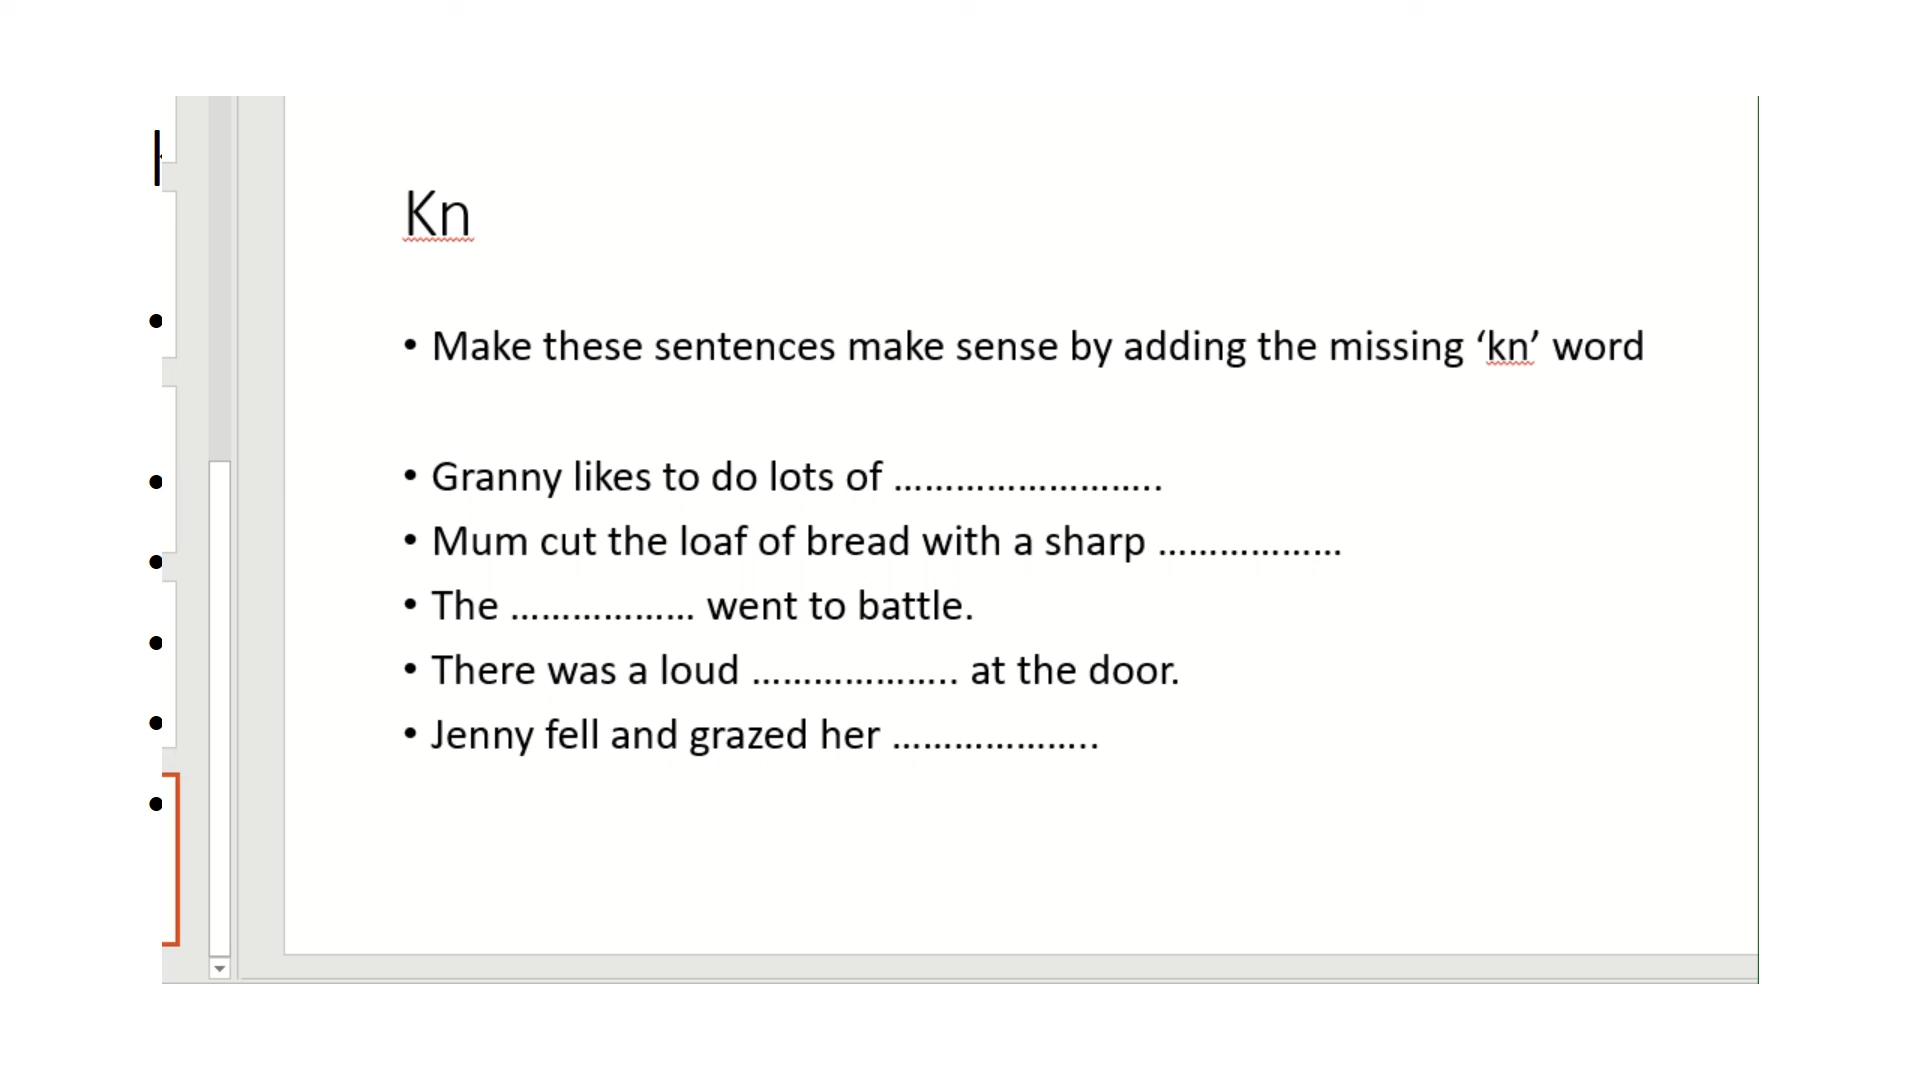 Kn
• Make these sentences make sense by adding the missing ‘kn’ word
• Granny likes to do lots of ……………………..
• Mum cut the loaf of bread with a sharp ………………
• The ……………… went to battle.
• There was a loud ……………….. at the door.
• Jenny fell and grazed her ………………..